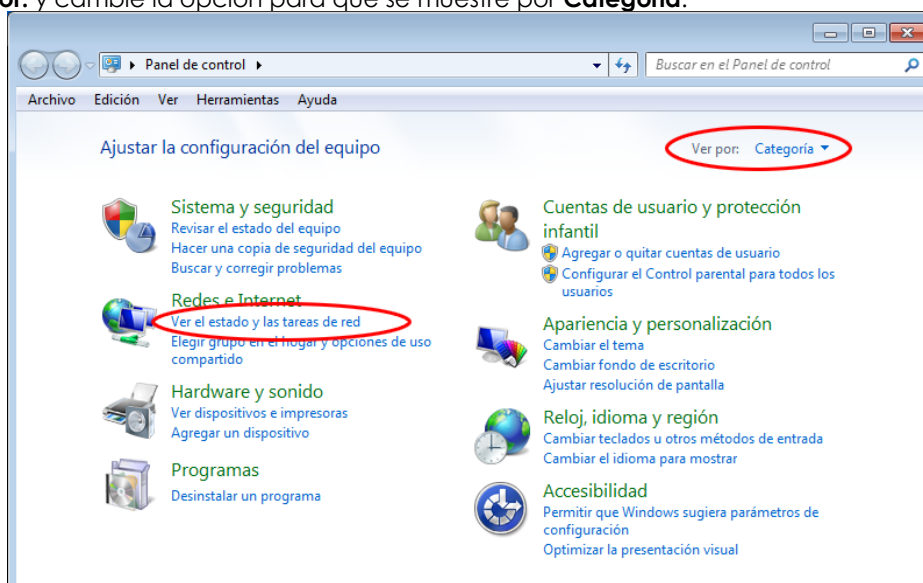 or: y cambie la opción para que se muestre por Categoría.
Panel de control
Buscar en el Panel de control
Archivo Edición Ver Herramientas Ayuda
Ajustar la configuración del equipo
Ver por: Categoría
Sistema y seguridad
Revisar el estado del equipo
Hacer una copia de seguridad del equipo
Buscar y corregir problemas
Redes e Internet
Ver el estado y las tareas de red
Elegir grupo en el hogar y opciones de uso
compartido
Hardware y sonido
Ver dispositivos e impresoras
Agregar un dispositivo
Programas
Desinstalar un programa
Cuentas de usuario y protección
infantil
Agregar o quitar cuentas de usuario
Configurar el Control parental para todos los
usuarios
Apariencia y personalización
Cambiar el tema
Cambiar fondo de escritorio
Ajustar resolución de pantalla
Reloj, idioma y región
Cambiar teclados u otros métodos de entrada
Cambiar el idioma para mostrar
Accesibilidad
Permitir que Windows sugiera parámetros de
configuración
Optimizar la presentación visual